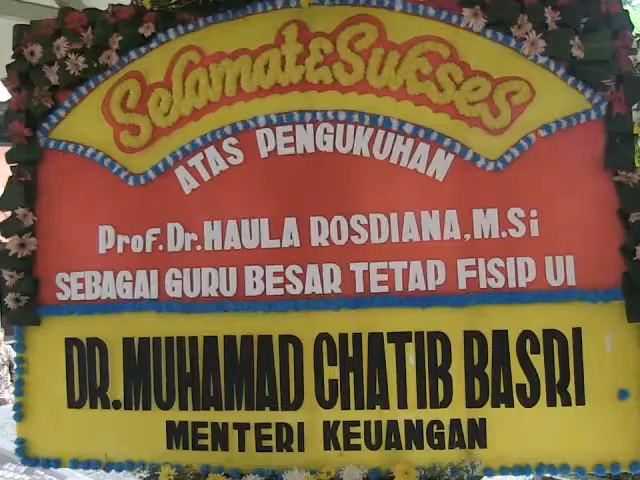 Selamat & Sukses
ATAS PENGUKUHAN
Prof. Dr. HAULA ROSDIANA, M.Si
SEBAGAI GURU BESAR TETAP FISIP UI
DR. MUHAMAD CHATIB BASRI
MENTERI KEUANGAN